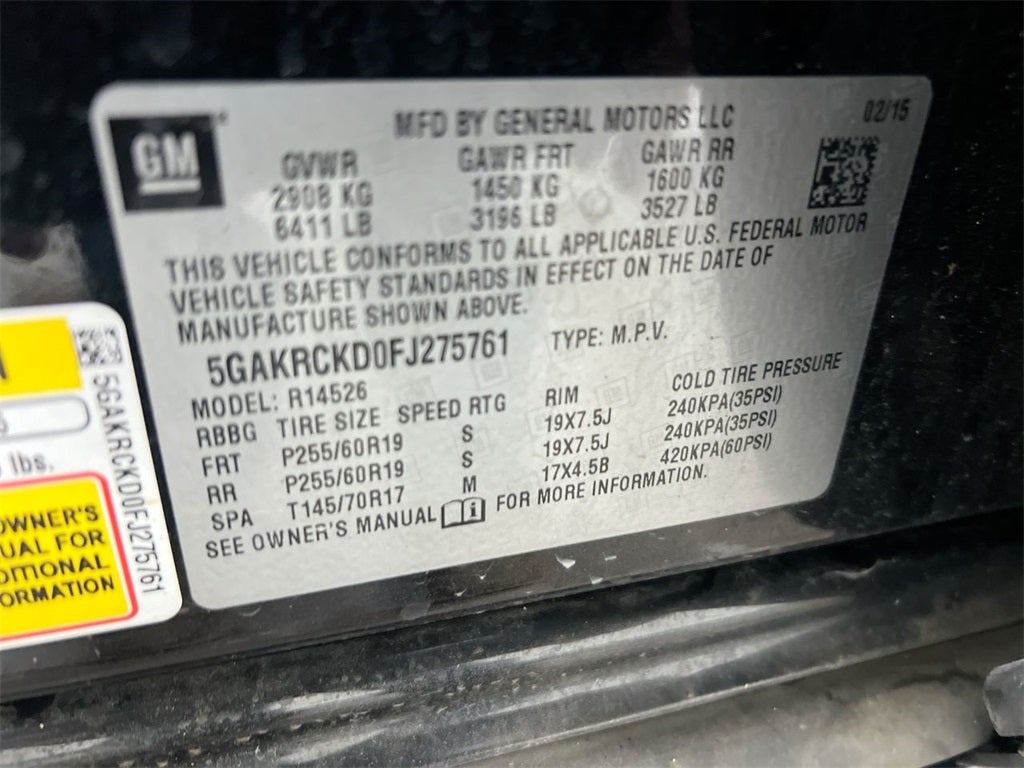 GM
MFD BY GENERAL MOTORS LLC
02/15
GVWR GAWR FRT GAWR RR
2908 KG 1450 KG 1600 KG
6411 LB 3196 LB 3527 LB
THIS VEHICLE CONFORMS TO ALL APPLICABLE U.S. FEDERAL MOTOR
VEHICLE SAFETY STANDARDS IN EFFECT ON THE DATE OF
MANUFACTURE SHOWN ABOVE.
5GAKRCKD0FJ275761 TYPE: M.P.V.
MODEL: R14526
RBBG TIRE SIZE SPEED RTG RIM COLD TIRE PRESSURE
FRT P255/60R19 S 19X7.5J 240KPA(35PSI)
RR P255/60R19 S 19X7.5J 240KPA(35PSI)
SPA T145/70R17 M 17X4.5B 420KPA(60PSI)
SEE OWNER'S MANUAL FOR MORE INFORMATION.
5GAKRCKD0FJ275761
lbs.
OWNER'S
UAL FOR
DITIONAL
ORMATION